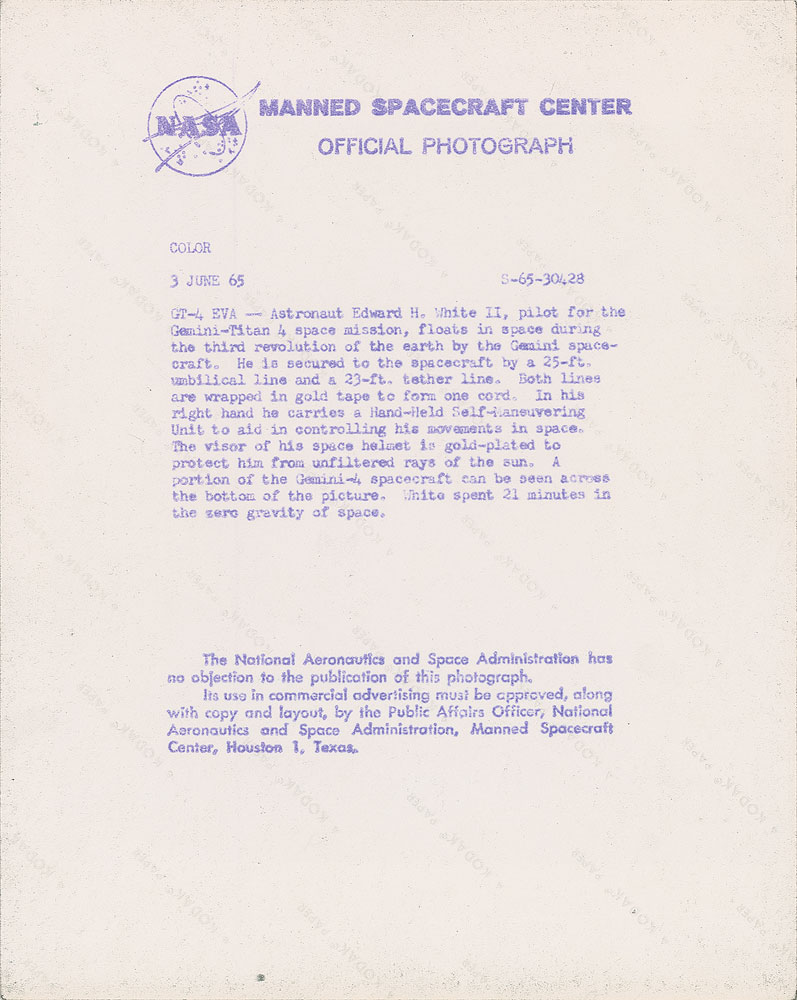 NASA
MANNED SPACECRAFT CENTER
OFFICIAL PHOTOGRAPH
COLOR
3 JUNE 65 S-65-30428
GT-4 EVA -- Astronaut Edward H. White II, pilot for the
Gemini-Titan 4 space mission, floats in space during
the third revolution of the earth by the Gemini space-
craft. He is secured to the spacecraft by a 25-ft.
umbilical line and a 23-ft. tether line. Both lines
are wrapped in gold tape to form one cord. In his
right hand he carries a Hand-Held Self-Maneuvering
Unit to aid in controlling his movements in space.
The visor of his space helmet is gold-plated to
protect him from unfiltered rays of the sun. A
portion of the Gemini-4 spacecraft can be seen across
the bottom of the picture. White spent 21 minutes in
the zero gravity of space.
The National Aeronautics and Space Administration has
no objection to the publication of this photograph.
Its use in commercial advertising must be approved, along
with copy and layout, by the Public Affairs Officer, National
Aeronautics and Space Administration, Manned Spacecraft
Center, Houston 1, Texas.